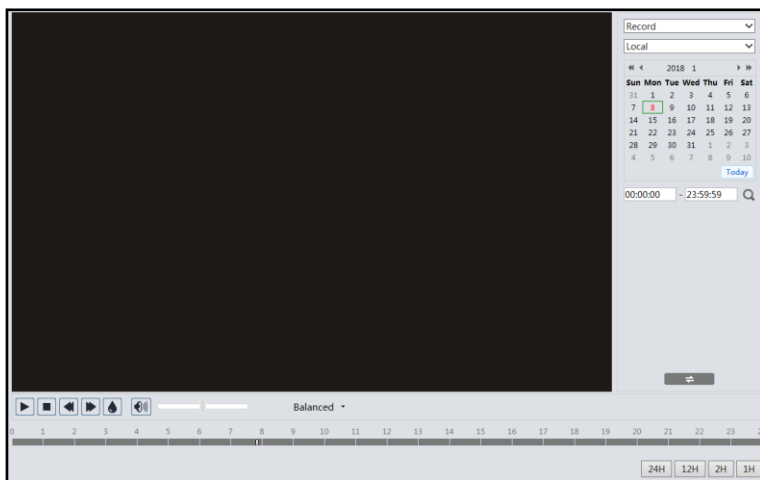 Record
Local
2018 1
Sun Mon Tue Wed Thu Fri Sat
31 1 2 3 4 5 6
7 8 9 10 11 12 13
14 15 16 17 18 19 20
21 22 23 24 25 26 27
28 29 30 31 1 2 3
4 5 6 7 8 9 10
Today
00:00:00 - 23:59:59
Balanced
0 1 2 3 4 5 6 7 8 9 10 11 12 13 14 15 16 17 18 19 20 21 22 23 2
24H 12H 2H 1H